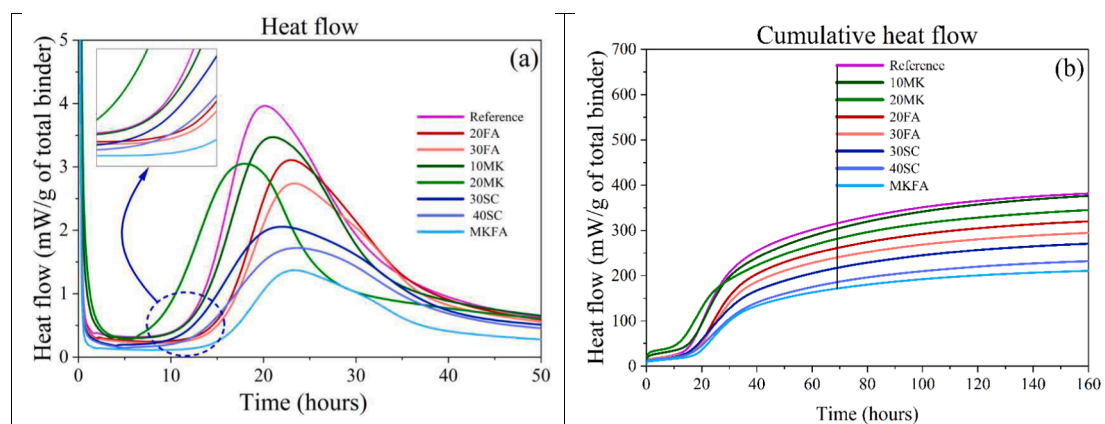 Heat flow
(a)
Heat flow (mW/g of total binder)
5
4
3
2
1
0
Reference
20FA
30FA
10MK
20MK
30SC
40SC
MKFA
0
10
20
30
40
50
Time (hours)
Cumulative heat flow
(b)
Heat flow (mW/g of total binder)
700
600
500
400
300
200
100
0
Reference
10MK
20MK
20FA
30FA
30SC
40SC
MKFA
0
20
40
60
80
100
120
140
160
Time (hours)